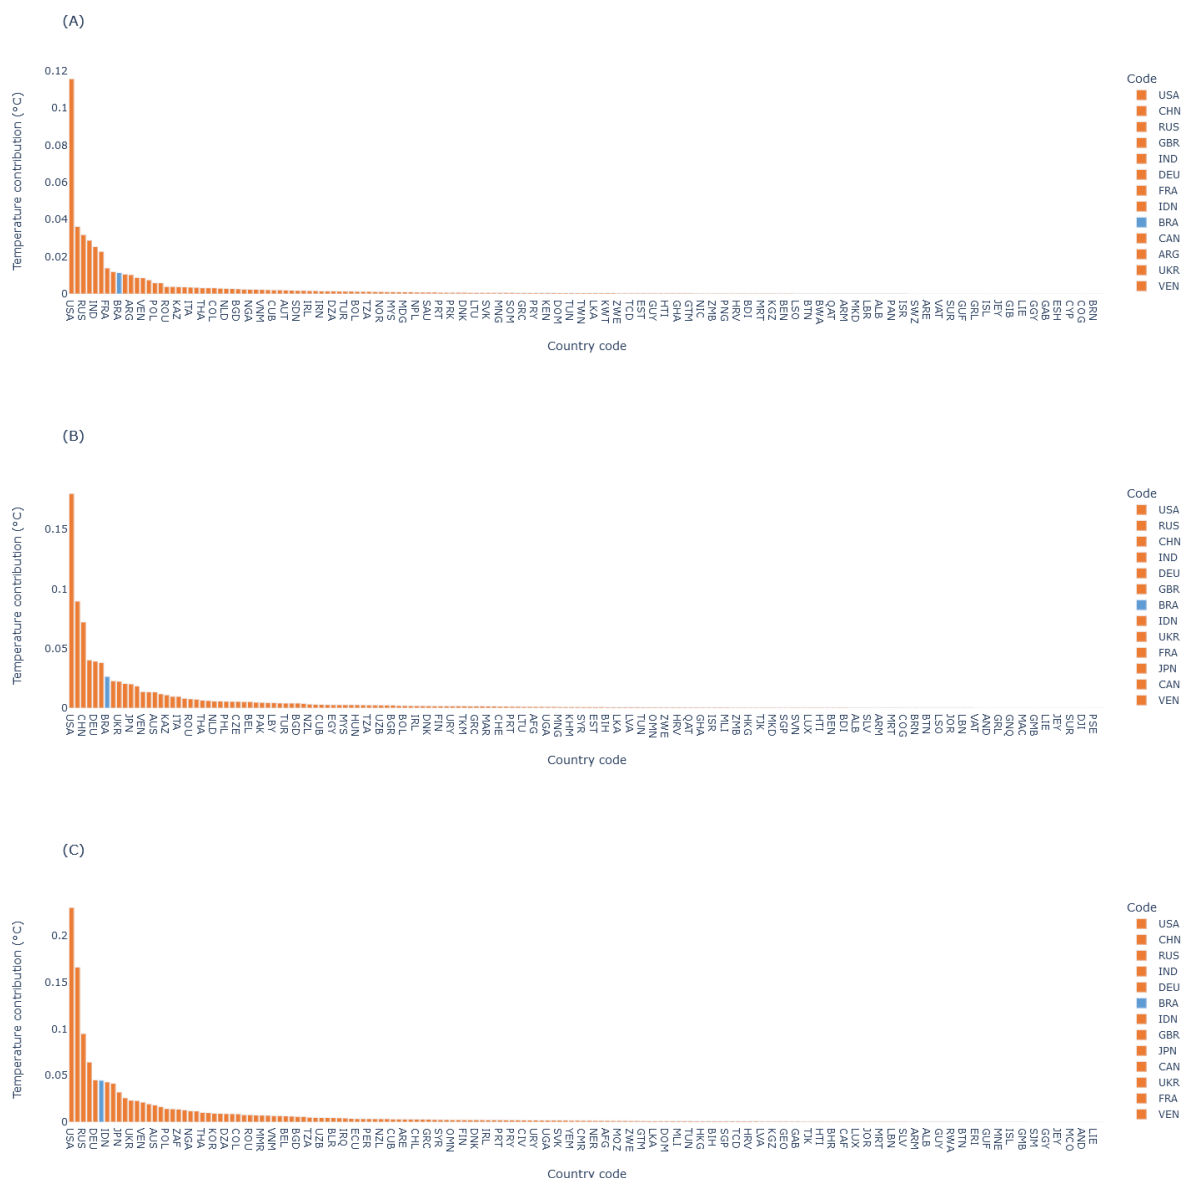 (A)
Temperature contribution (°C)
0.12
0.1
0.08
0.06
0.04
0.02
0
USA RUS IND FRA BRA ARG VEN POL ROU KAZ ITA THA COL NLD BGD NGA VNM CUB AUT SDN IRL IRN DZA TUR BOL TZA NOR MYS MDG NPL SAU PRT PRK DNK LTU SVK MNG SOM GRC PRY KEN DOM TUN TWN LKA KWT ZWE TCD EST GUY HTI GHA GTM NIC ZMB PNG HRV BDI MRT KGZ BEN LSO BTN BWA QAT ARM MKD LBR ALB PAN ISR SWZ ARE VAT SUR GUF GRL ISL JEY GIB LIE GGY GAB ESH CYP COG BRN
Country code
Code
USA
CHN
RUS
GBR
IND
DEU
FRA
IDN
BRA
CAN
ARG
UKR
VEN
(B)
Temperature contribution (°C)
0.15
0.1
0.05
0
USA CHN DEU BRA UKR JPN VEN AUS KAZ ITA ROU THA NLD PHL CZE BEL PAK LBY TUR BGD NZL CUB EGY MYS HUN TZA UZB BGR BOL IRL DNK FIN URY TKM GRC MAR CHE PRT LTU AFG UGA MNG KHM SYR EST BIH LKA LVA TUN OMN ZWE HRV QAT GHA ISR MLI ZMB HKG TJK MKD SGP SVN LUX HTI BEN BDI ALB SLV ARM MRT COG BRN BTN LSO JOR LBN VAT AND GRL GNQ MAC GMB LIE JEY SUR DJI PSE
Country code
Code
USA
RUS
CHN
IND
DEU
GBR
BRA
IDN
UKR
FRA
JPN
CAN
VEN
(C)
Temperature contribution (°C)
0.2
0.15
0.1
0.05
0
USA RUS DEU IDN JPN UKR VEN AUS POL ZAF NGA THA KOR DZA COL ROU MMR VNM BEL EGY TZA UZB BLR IRQ ECU PER NZL CUB ARE CHL GRC SYR OMN FIN DNK IRL PRT PRY CIV URY UGA SVK YEM CMR NER AFG MOZ ZWE GTM LKA DOM MLI TUN HKG BIH SGP TCD HRV LVA KGZ GEO GAB TJK HTI BHR CAF LUX JOR MRT LBN SLV ARM ALB GUY RWA BTN ERI GUF MNE ISL GMB SJM GGY JEY MCO AND LIE
Country code
Code
USA
CHN
RUS
IND
DEU
BRA
IDN
GBR
JPN
CAN
UKR
FRA
VEN